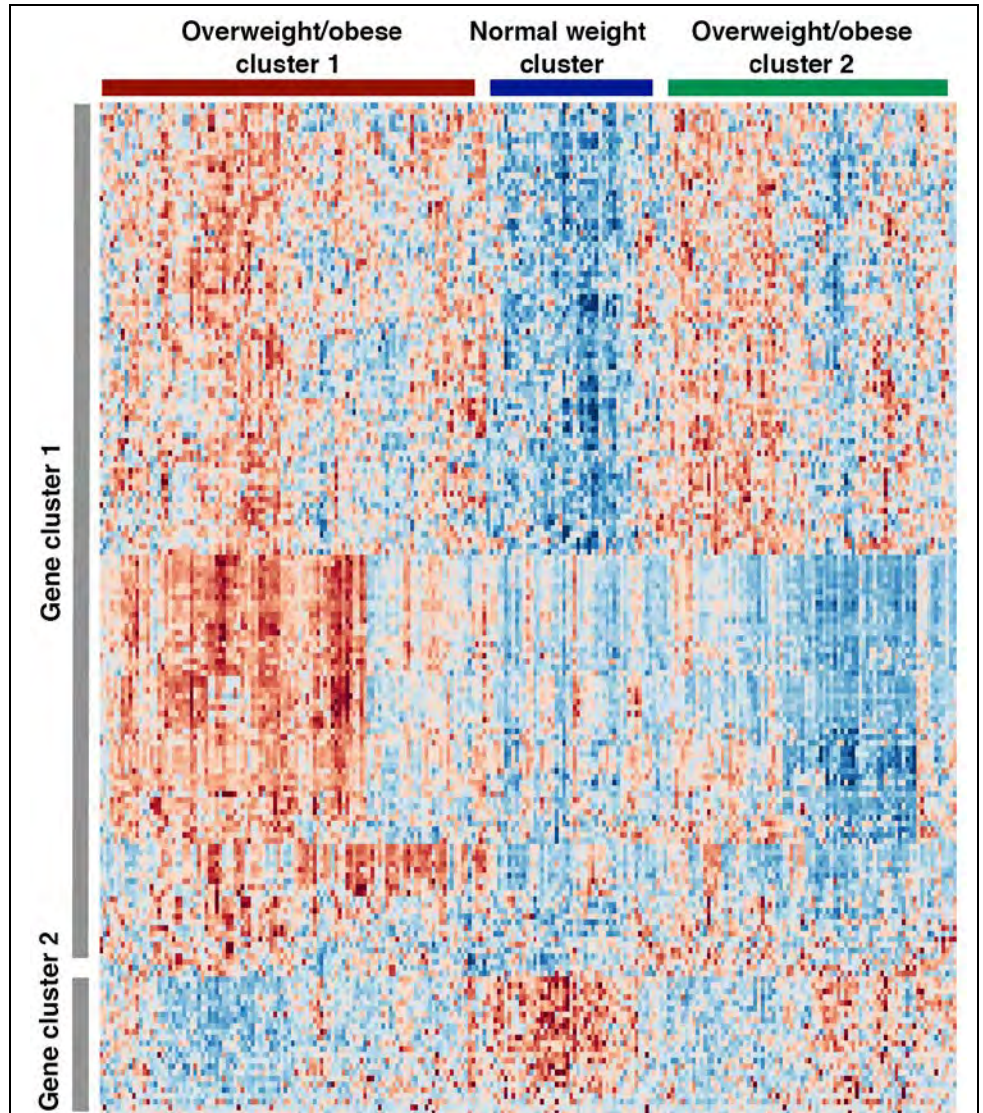 Overweight/obese
cluster 1
Normal weight
cluster
Overweight/obese
cluster 2
Gene cluster 1
Gene cluster 2